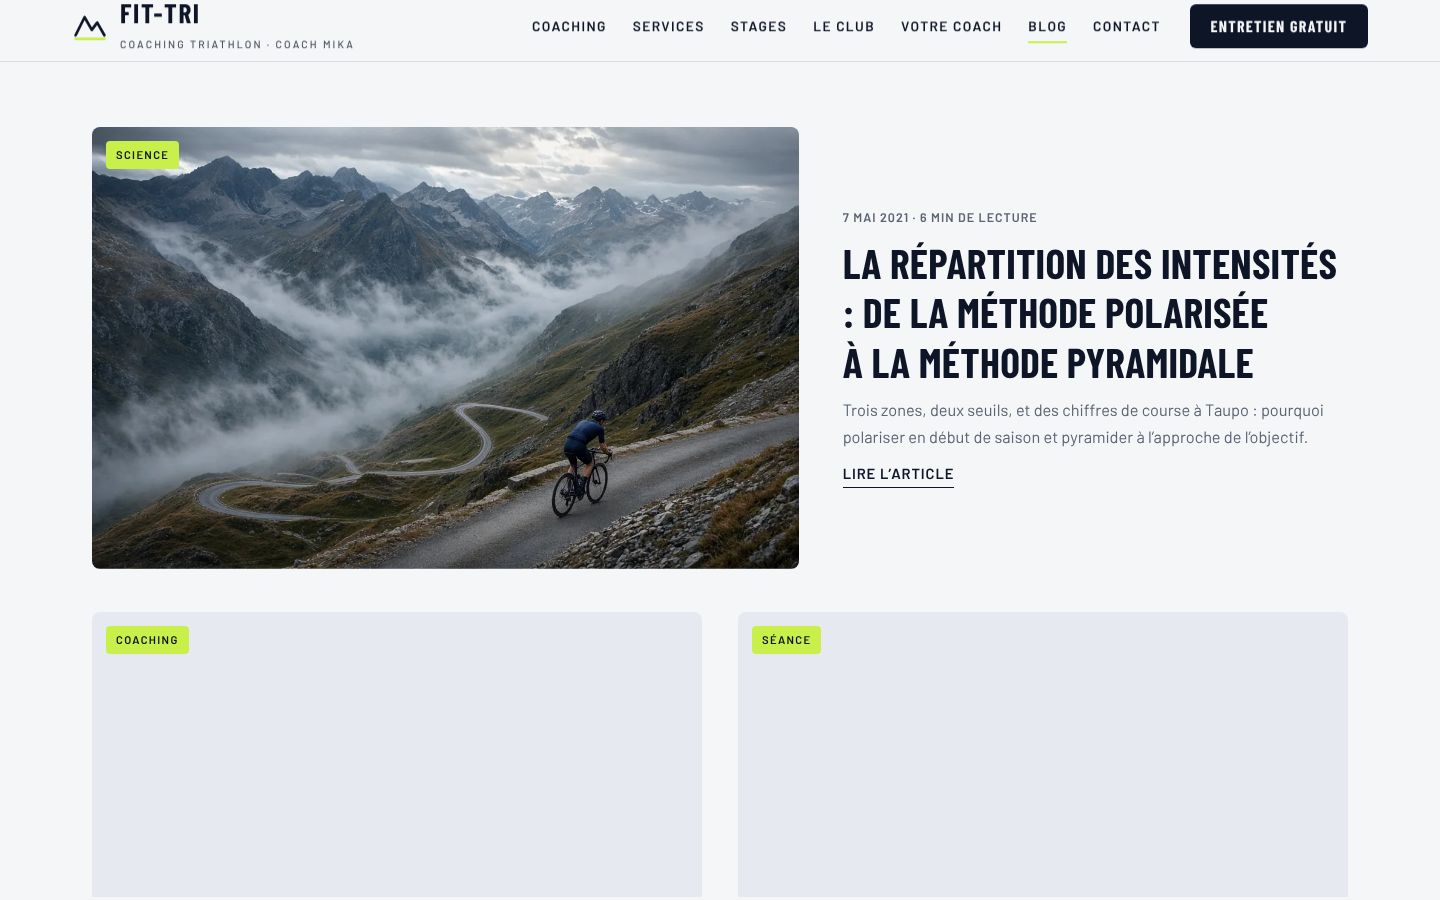 FIT-TRI
COACHING TRIATHLON · COACH MIKA
COACHING SERVICES STAGES LE CLUB VOTRE COACH BLOG CONTACT ENTRETIEN GRATUIT
SCIENCE
7 MAI 2021 · 6 MIN DE LECTURE
LA RÉPARTITION DES INTENSITÉS
: DE LA MÉTHODE POLARISÉE
À LA MÉTHODE PYRAMIDALE
Trois zones, deux seuils, et des chiffres de course à Taupo : pourquoi
polariser en début de saison et pyramider à l’approche de l’objectif.
LIRE L’ARTICLE
COACHING
SÉANCE